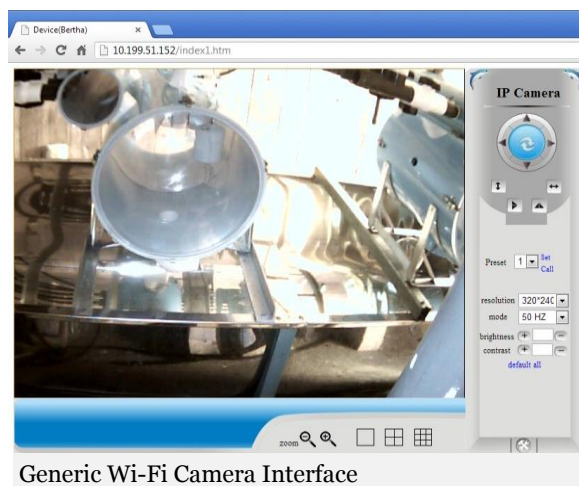 Device(Bertha)
10.199.51.152/index1.htm
IP Camera
Preset 1 Set
Call
resolution 320*240
mode 50 HZ
brightness + −
contrast + −
default all
zoom
Generic Wi-Fi Camera Interface